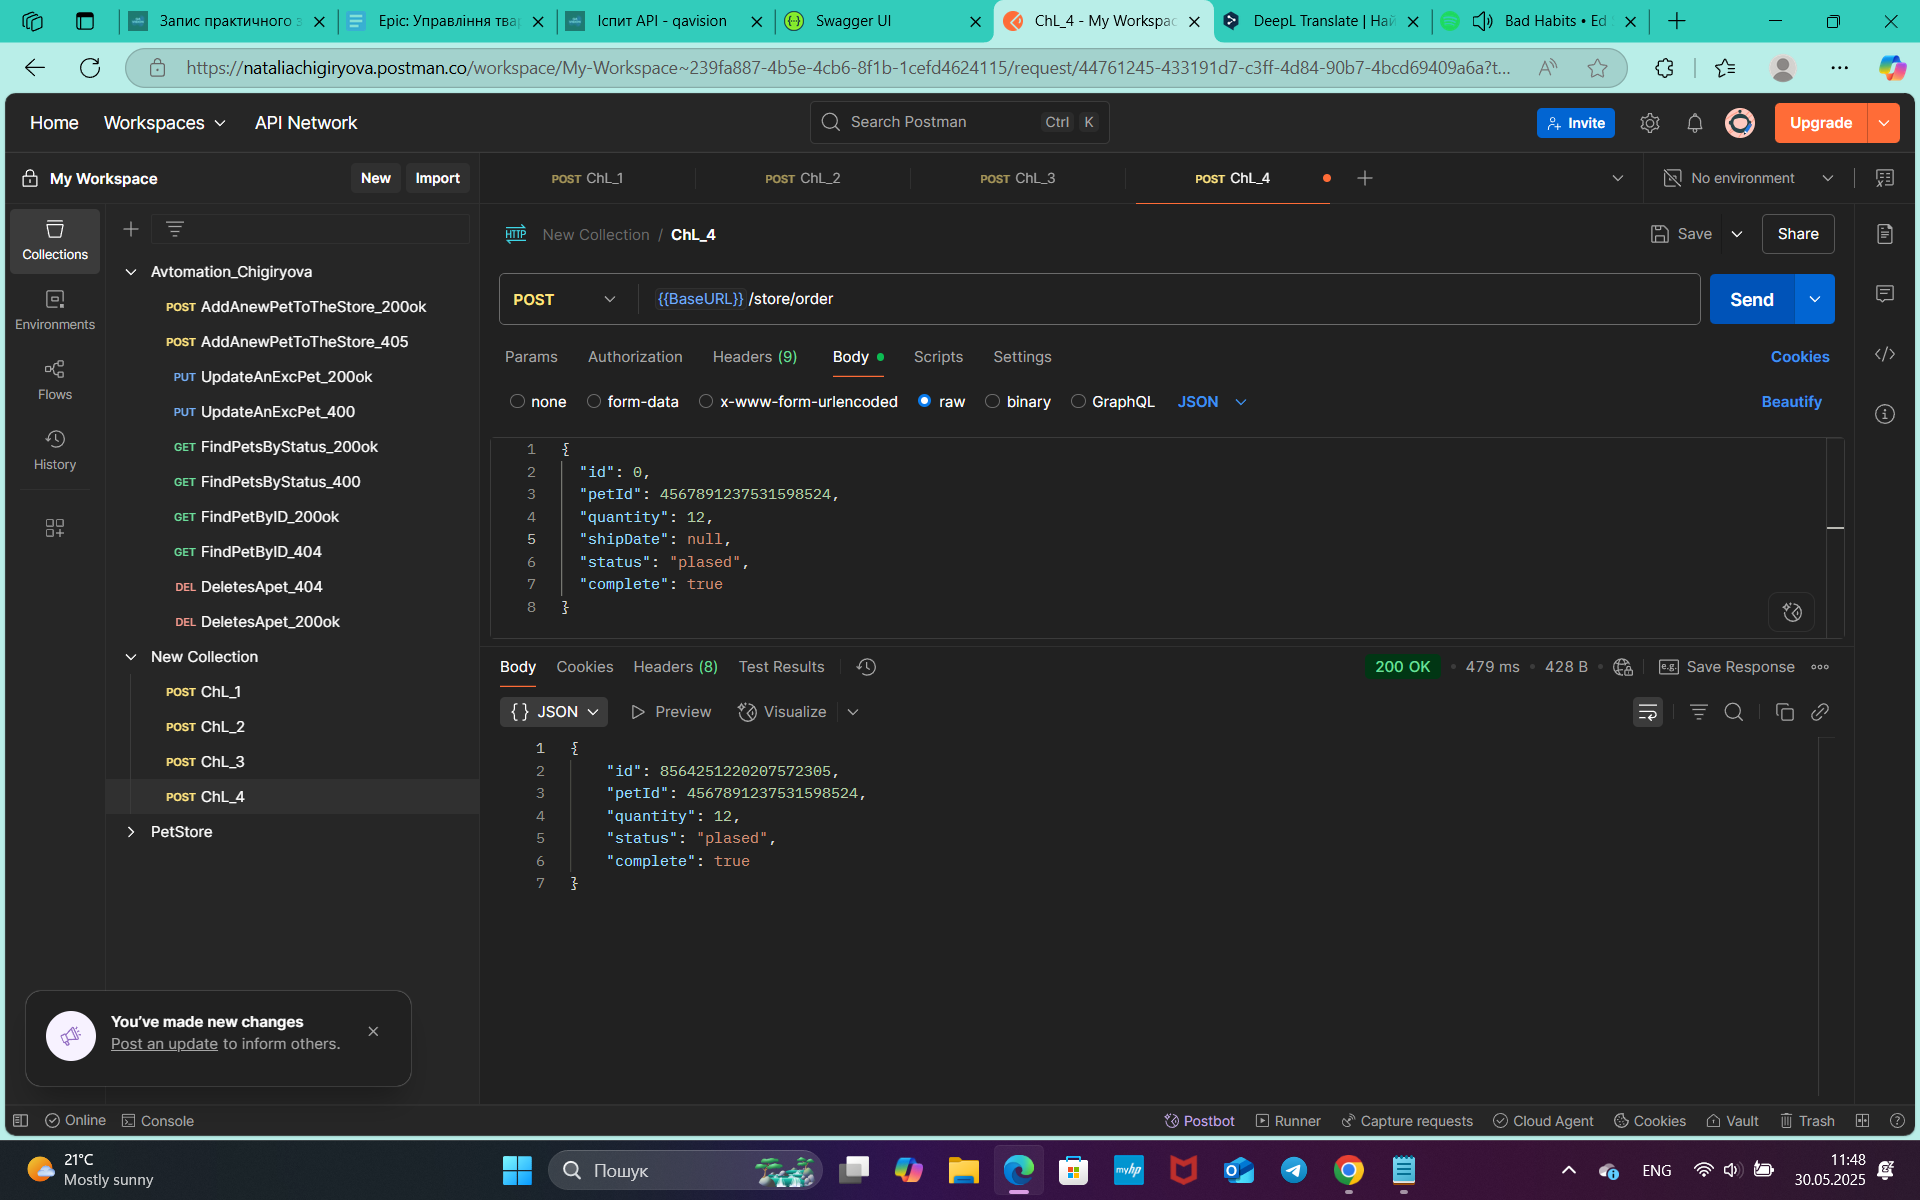 Запис практичного з
Epic: Управління тва
Іспит API - qavision
Swagger UI
ChL_4 - My Workspac
DeepL Translate | Най
Bad Habits • Ed S
https://nataliachigiryova.postman.co/workspace/My-Workspace~239fa887-4b5e-4cb6-8f1b-1cefd4624115/request/44761245-433191d7-c3ff-4d84-90b7-4bcd69409a6a?t...
Home
Workspaces
API Network
Search Postman
Ctrl K
Invite
Upgrade
My Workspace
New
Import
POST ChL_1
POST ChL_2
POST ChL_3
POST ChL_4
No environment
Collections
Environments
Flows
History
Avtomation_Chigiryova
POST AddAnewPetToTheStore_200ok
POST AddAnewPetToTheStore_405
PUT UpdateAnExcPet_200ok
PUT UpdateAnExcPet_400
GET FindPetsByStatus_200ok
GET FindPetsByStatus_400
GET FindPetByID_200ok
GET FindPetByID_404
DEL DeletesApet_404
DEL DeletesApet_200ok
New Collection
POST ChL_1
POST ChL_2
POST ChL_3
POST ChL_4
PetStore
HTTP New Collection / ChL_4
Save
Share
POST
{{BaseURL}} /store/order
Send
Params
Authorization
Headers (9)
Body
Scripts
Settings
Cookies
none
form-data
x-www-form-urlencoded
raw
binary
GraphQL
JSON
Beautify
1 {
2 "id": 0,
3 "petId": 4567891237531598524,
4 "quantity": 12,
5 "shipDate": null,
6 "status": "plased",
7 "complete": true
8 }
Body
Cookies
Headers (8)
Test Results
200 OK • 479 ms • 428 B
e.g. Save Response
{} JSON
Preview
Visualize
1 {
2 "id": 8564251220207572305,
3 "petId": 4567891237531598524,
4 "quantity": 12,
5 "status": "plased",
6 "complete": true
7 }
You've made new changes
Post an update to inform others.
Online
Console
Postbot
Runner
Capture requests
Cloud Agent
Cookies
Vault
Trash
21°C
Mostly sunny
Пошук
myhp
ENG
11:48
30.05.2025